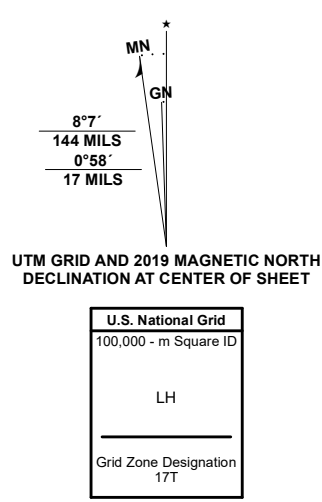 ★
MN
GN
8°7´
144 MILS
0°58´
17 MILS
UTM GRID AND 2019 MAGNETIC NORTH
DECLINATION AT CENTER OF SHEET
U.S. National Grid
100,000 - m Square ID
LH
Grid Zone Designation
17T